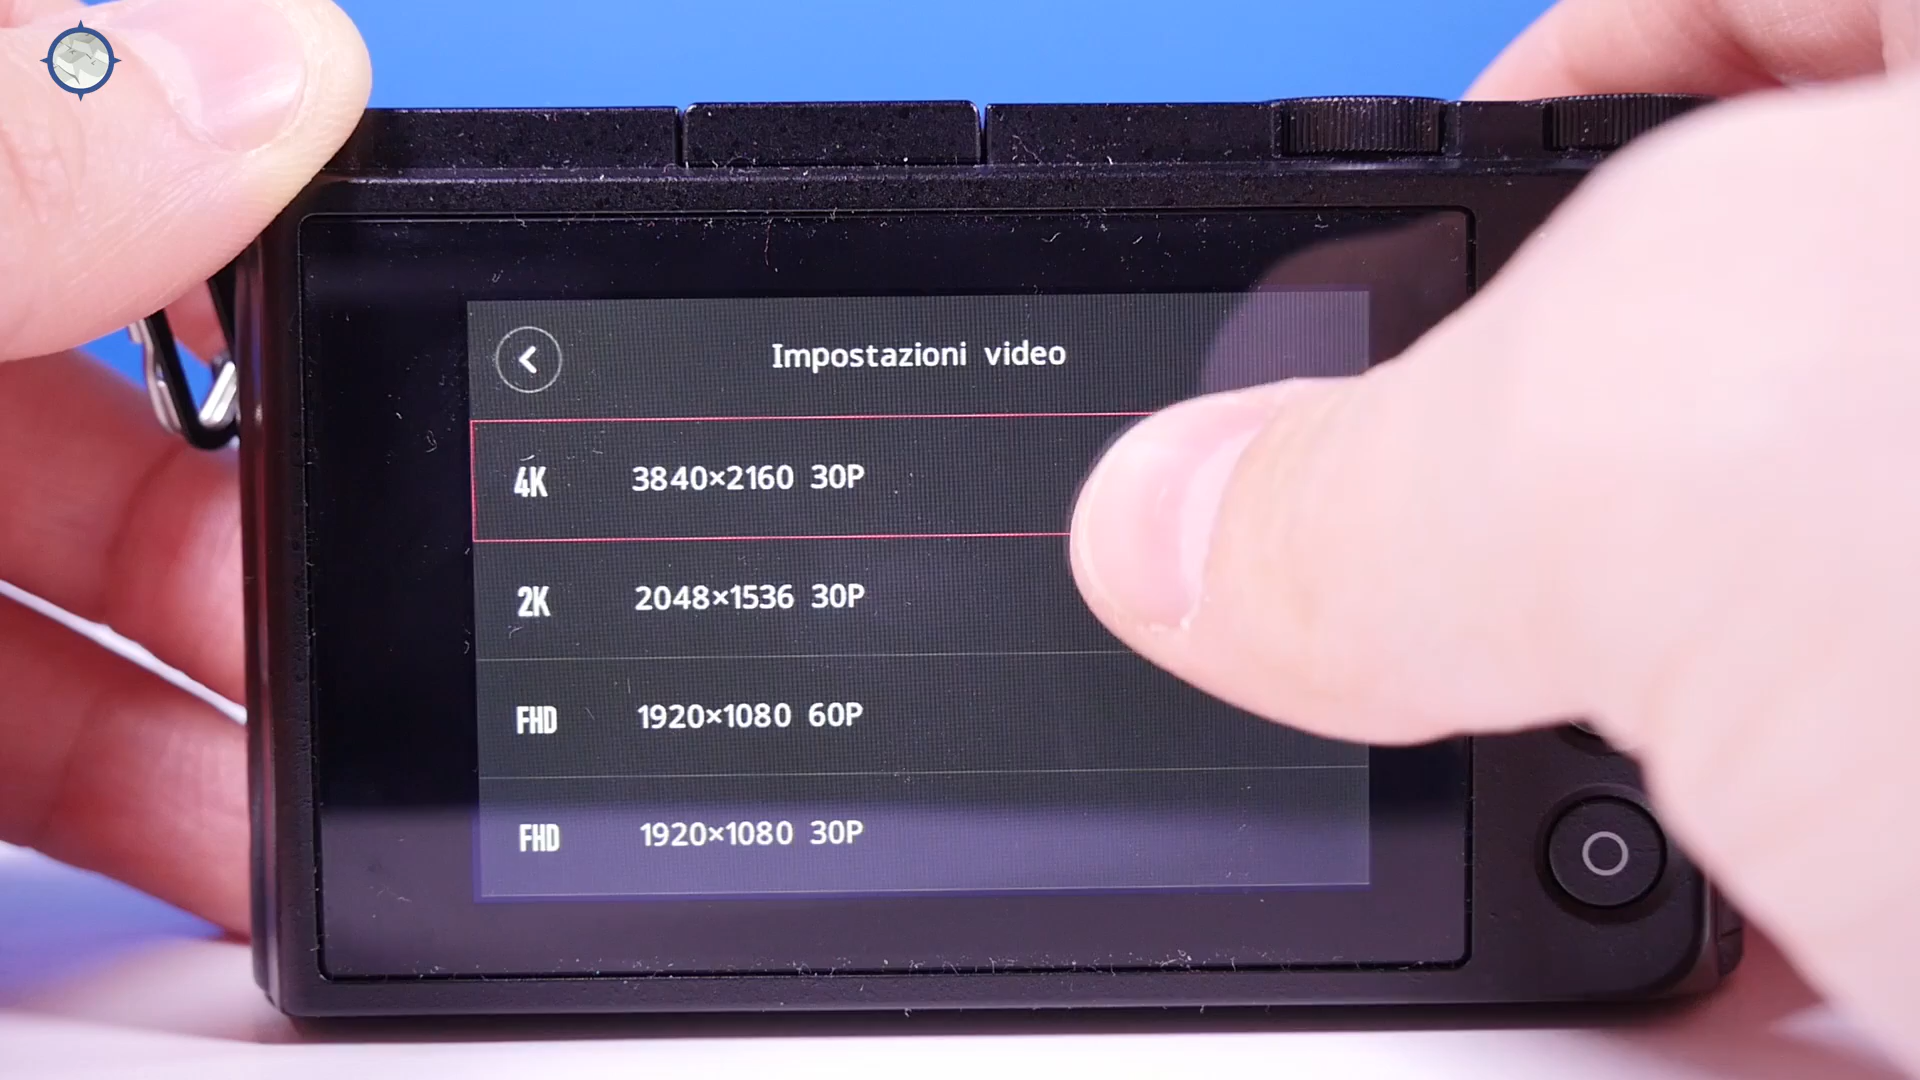 Impostazioni video
4K 3840×2160 30P
2K 2048×1536 30P
FHD 1920×1080 60P
FHD 1920×1080 30P